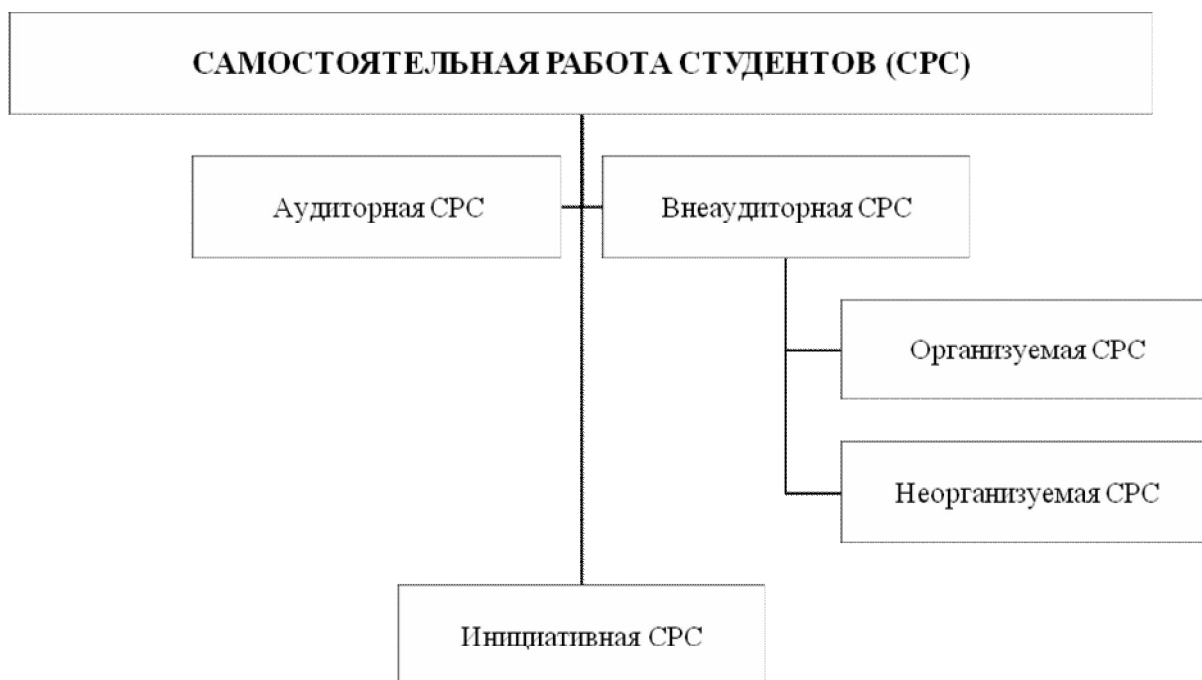 САМОСТОЯТЕЛЬНАЯ РАБОТА СТУДЕНТОВ (СРС)
Аудиторная СРС
Внеаудиторная СРС
Организуемая СРС
Неорганизуемая СРС
Инициативная СРС